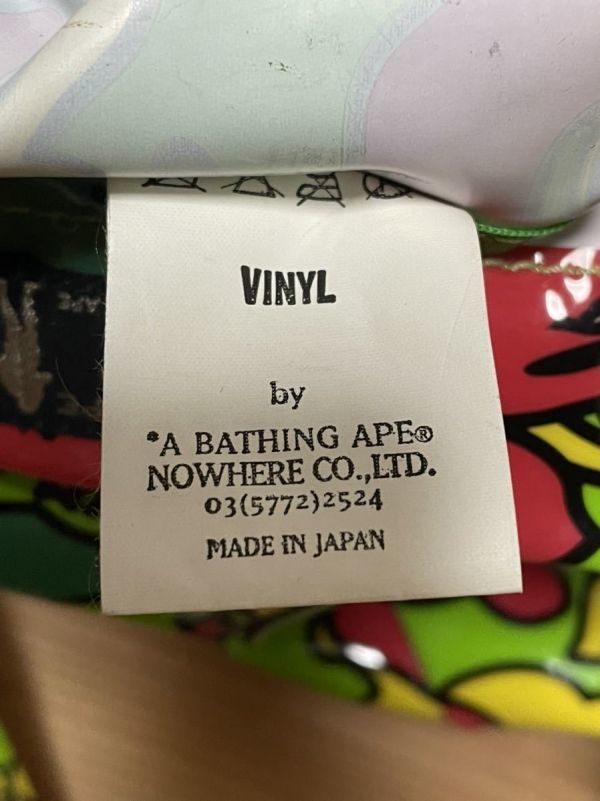 VINYL
by
*A BATHING APE®
NOWHERE CO.,LTD.
03(5772)2524
MADE IN JAPAN